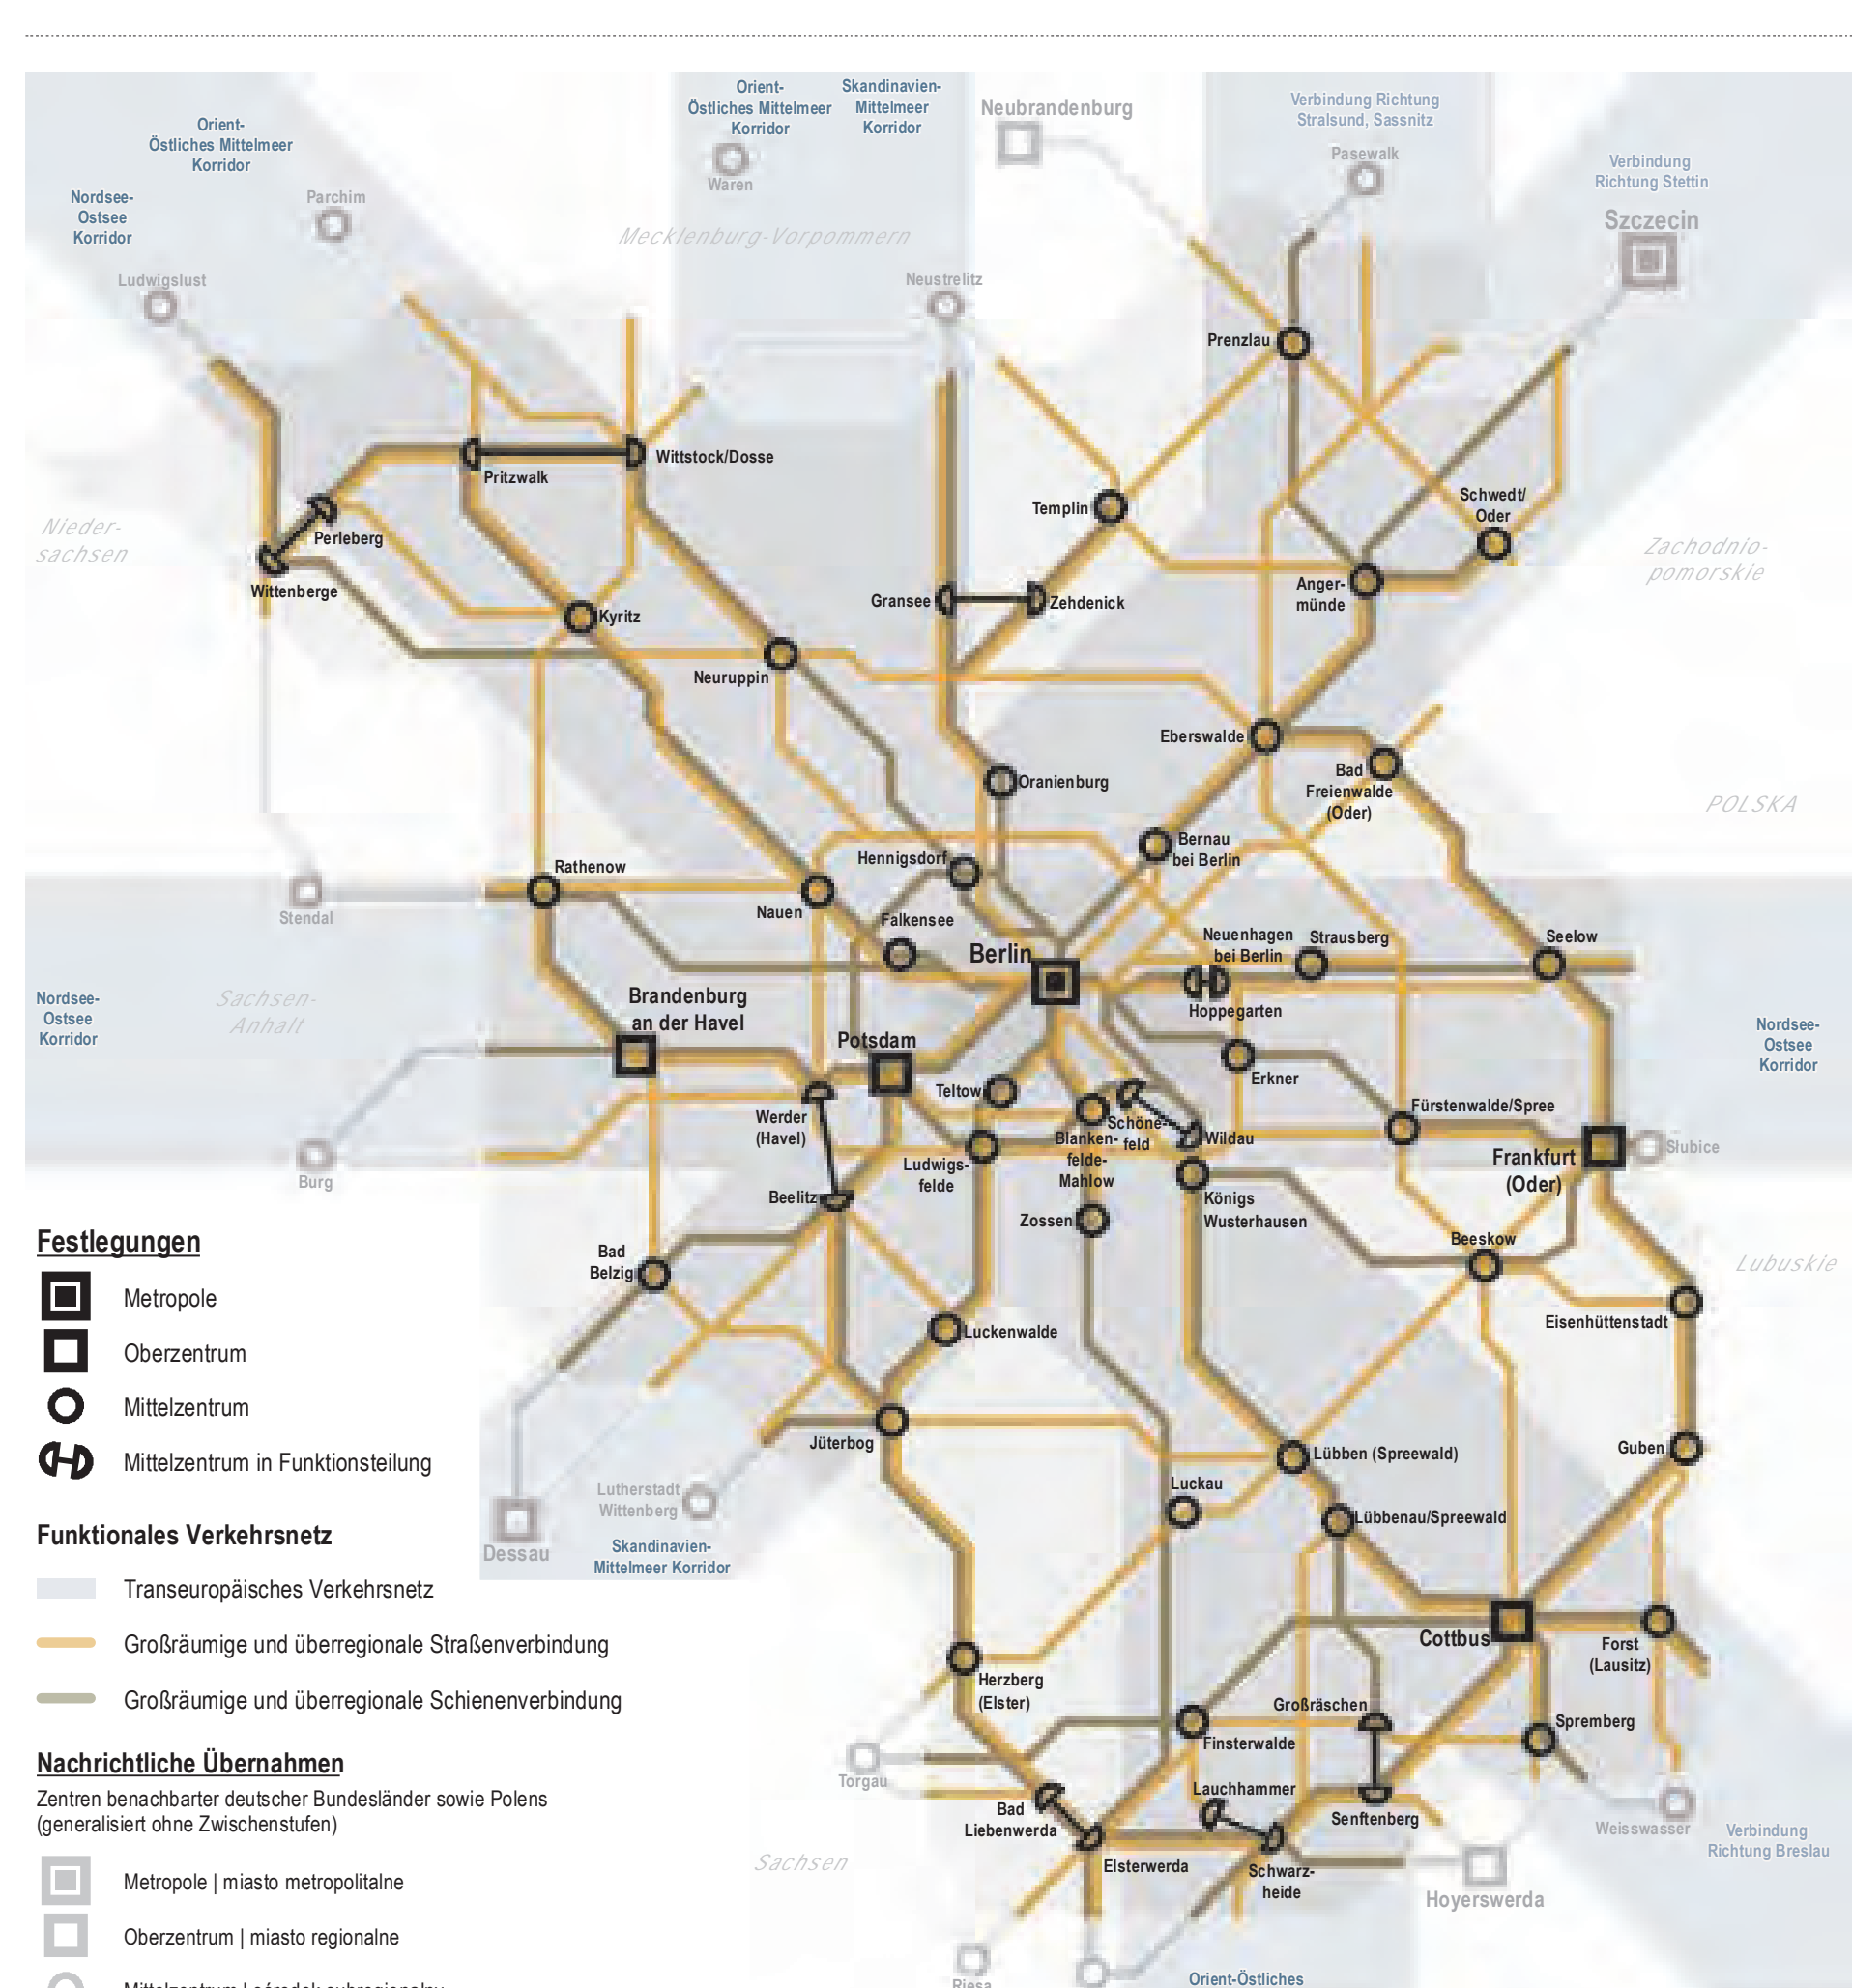 Orient-
Östliches Mittelmeer
Korridor
Skandinavien-
Mittelmeer
Korridor
Neubrandenburg
Verbindung Richtung
Stralsund, Sassnitz
Orient-
Östliches Mittelmeer
Korridor
Waren
Pasewalk
Verbindung
Richtung Stettin
Nordsee-
Ostsee
Korridor
Parchim
Szczecin
Mecklenburg-Vorpommern
Ludwigslust
Neustrelitz
Prenzlau
Wittstock/Dosse
Pritzwalk
Schwedt/
Oder
Templin
Nieder-
sachsen
Perleberg
Zachodnio-
pomorskie
Wittenberge
Anger-
münde
Gransee
Zehdenick
Kyritz
Neuruppin
Eberswalde
Bad
Freienwalde
(Oder)
Oranienburg
POLSKA
Bernau
bei Berlin
Hennigsdorf
Rathenow
Nauen
Stendal
Falkensee
Neuenhagen
bei Berlin
Strausberg
Seelow
Berlin
Nordsee-
Ostsee
Korridor
Sachsen-
Anhalt
Brandenburg
an der Havel
Hoppegarten
Nordsee-
Ostsee
Korridor
Potsdam
Erkner
Teltow
Werder
(Havel)
Schöne-
feld
Fürstenwalde/Spree
Blanken-
felde-
Mahlow
Wildau
Słubice
Frankfurt
(Oder)
Burg
Ludwigs-
felde
Beelitz
Königs
Wusterhausen
Zossen
Beeskow
Bad
Belzig
Lubuskie
Eisenhüttenstadt
Luckenwalde
Jüterbog
Lübben (Spreewald)
Guben
Luckau
Lutherstadt
Wittenberg
Lübbenau/Spreewald
Dessau
Skandinavien-
Mittelmeer Korridor
Cottbus
Forst
(Lausitz)
Herzberg
(Elster)
Großräschen
Spremberg
Finsterwalde
Torgau
Lauchhammer
Bad
Liebenwerda
Senftenberg
Weisswasser
Verbindung
Richtung Breslau
Sachsen
Elsterwerda
Schwarz-
heide
Hoyerswerda
Riesa
Orient-Östliches
Festlegungen
Metropole
Oberzentrum
Mittelzentrum
Mittelzentrum in Funktionsteilung
Funktionales Verkehrsnetz
Transeuropäisches Verkehrsnetz
Großräumige und überregionale Straßenverbindung
Großräumige und überregionale Schienenverbindung
Nachrichtliche Übernahmen
Zentren benachbarter deutscher Bundesländer sowie Polens
(generalisiert ohne Zwischenstufen)
Metropole | miasto metropolitalne
Oberzentrum | miasto regionalne